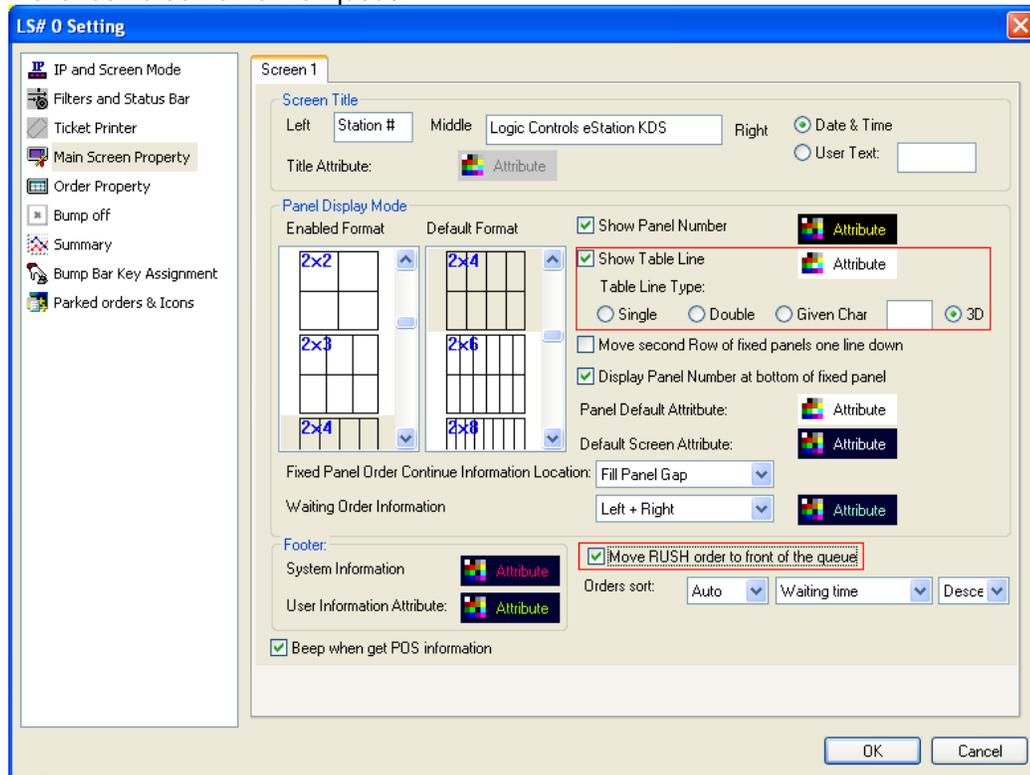 LS# 0 Setting
IP and Screen Mode
Filters and Status Bar
Ticket Printer
Main Screen Property
Order Property
Bump off
Summary
Bump Bar Key Assignment
Parked orders & Icons
Screen 1
Screen Title
Left Station # Middle Logic Controls eStation KDS Right Date & Time
User Text:
Title Attribute: Attribute
Panel Display Mode
Enabled Format Default Format
2x2
2x3
2x4
2x4
2x6
2x8
Show Panel Number Attribute
Show Table Line Attribute
Table Line Type:
Single Double Given Char 3D
Move second Row of fixed panels one line down
Display Panel Number at bottom of fixed panel
Panel Default Attritbute: Attribute
Default Screen Attribute: Attribute
Fixed Panel Order Continue Information Location: Fill Panel Gap
Waiting Order Information Left + Right Attribute
Footer:
System Information Attribute
User Information Attribute: Attribute
Move RUSH order to front of the queue
Orders sort: Auto Waiting time Desce
Beep when get POS information
OK Cancel